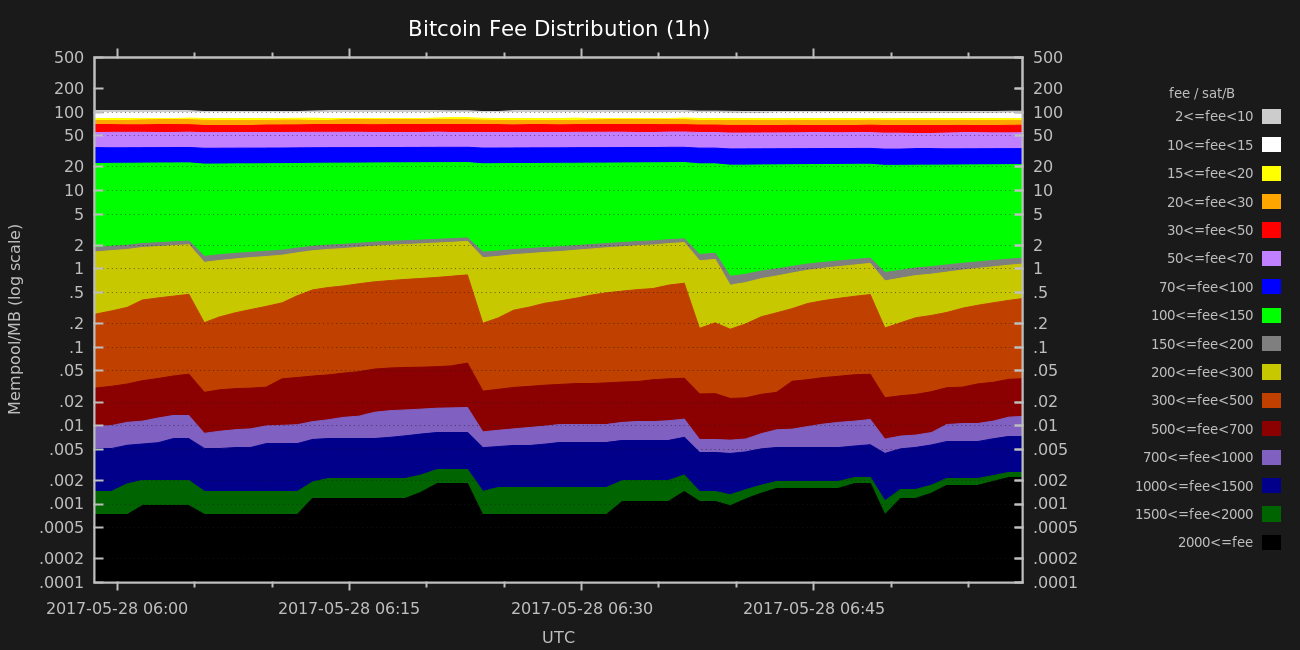 Bitcoin Fee Distribution (1h)
500
200
100
50
20
10
5
2
1
.5
.2
.1
.05
.02
.01
.005
.002
.001
.0005
.0002
.0001
Mempool/MB (log scale)
500
200
100
50
20
10
5
2
1
.5
.2
.1
.05
.02
.01
.005
.002
.001
.0005
.0002
.0001
2017-05-28 06:00
2017-05-28 06:15
2017-05-28 06:30
2017-05-28 06:45
UTC
fee / sat/B
2<=fee<10
10<=fee<15
15<=fee<20
20<=fee<30
30<=fee<50
50<=fee<70
70<=fee<100
100<=fee<150
150<=fee<200
200<=fee<300
300<=fee<500
500<=fee<700
700<=fee<1000
1000<=fee<1500
1500<=fee<2000
2000<=fee